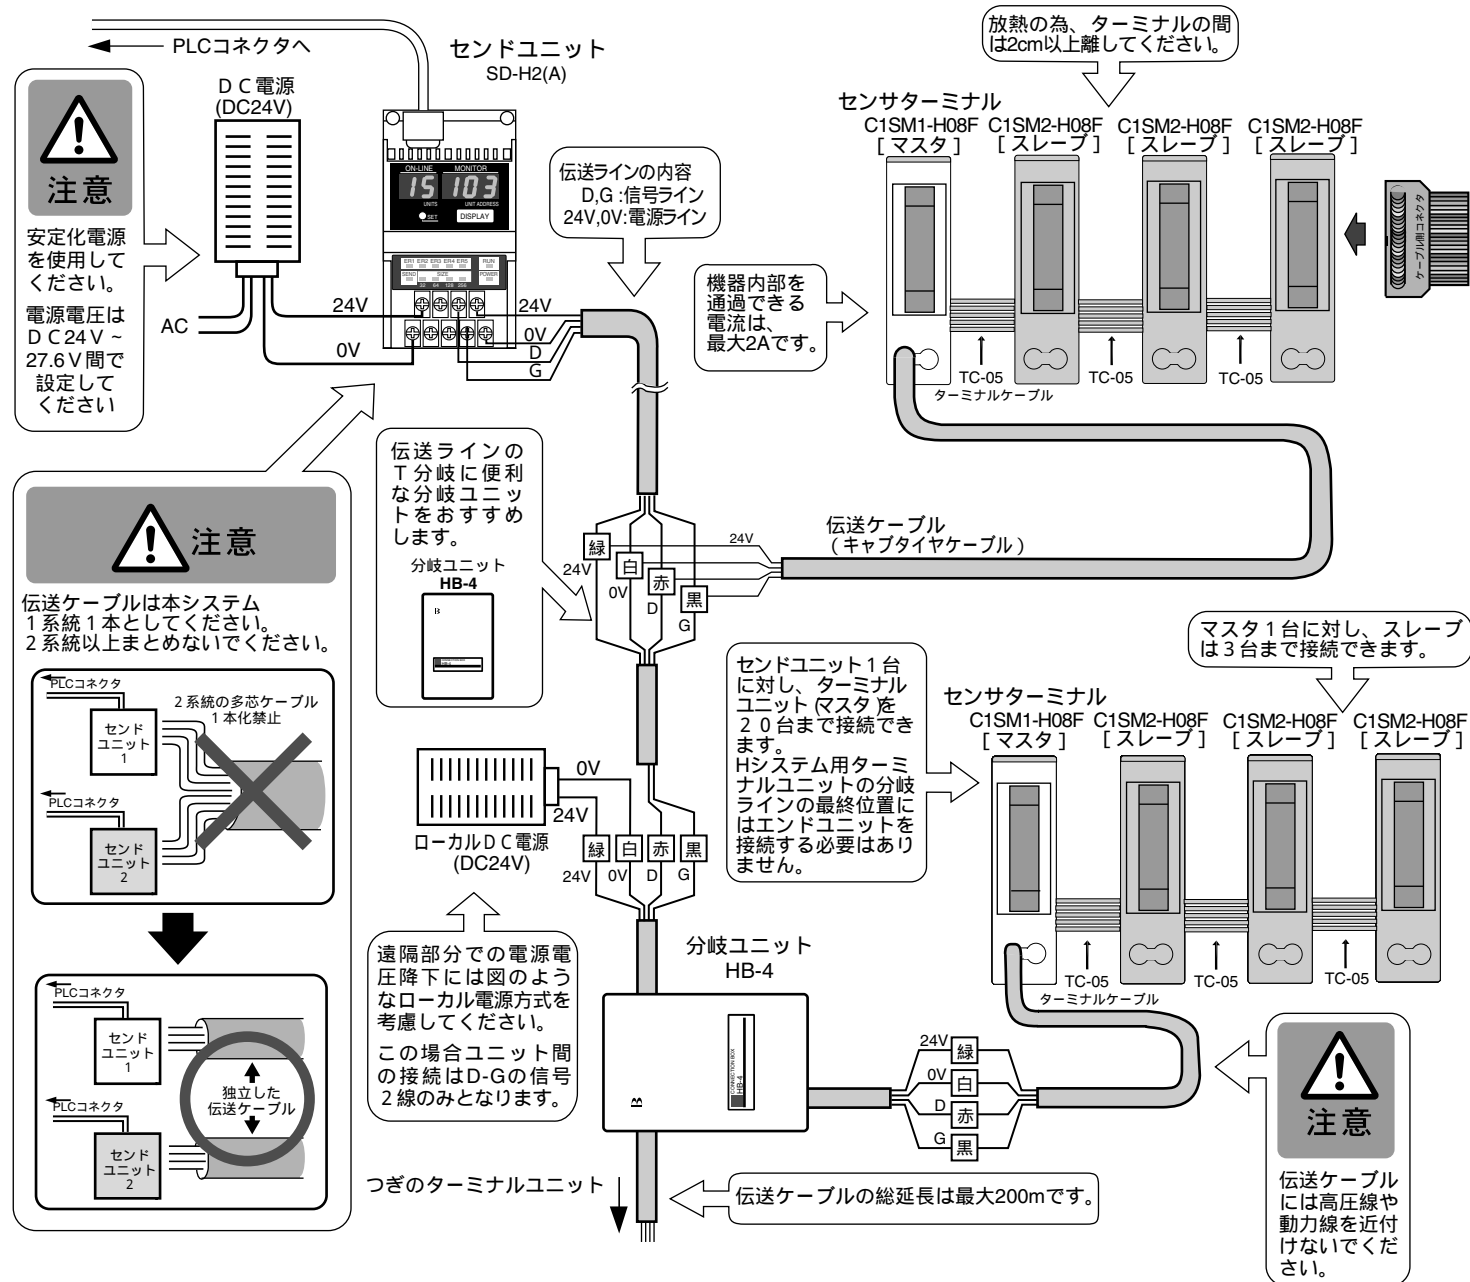 PLCコネクタへ
注意
安定化電源
を使用して
ください。
電源電圧は
DC24V~
27.6V間で
設定して
ください
DC電源
(DC24V)
AC
24V
0V
センドユニット
SD-H2(A)
ON-LINE
MONITOR
15
103
UNITS
UNIT ADDRESS
SET
DISPLAY
ER1 ER2 ER3 ER4 ER5
RUN
SEND
SIZE
POWER
32 64 128 256
24V
0V
D
G
伝送ラインの内容
D,G:信号ライン
24V,0V:電源ライン
放熱の為、ターミナルの間
は2cm以上離してください。
センサターミナル
C1SM1-H08F
[マスタ]
C1SM2-H08F
[スレーブ]
C1SM2-H08F
[スレーブ]
C1SM2-H08F
[スレーブ]
ケーブル側コネクタ
機器内部を
通過できる
電流は、
最大2Aです。
TC-05
ターミナルケーブル
TC-05
TC-05
伝送ケーブル
(キャブタイヤケーブル)
伝送ラインの
T分岐に便利
な分岐ユニッ
トをおすすめ
します。
分岐ユニット
HB-4
緑
白
赤
黒
24V
0V
D
G
24V
注意
伝送ケーブルは本システム
1系統1本としてください。
2系統以上まとめないでください。
PLCコネクタ
センド
ユニット
1
PLCコネクタ
センド
ユニット
2
2系統の多芯ケーブル
1本化禁止
PLCコネクタ
センド
ユニット
1
PLCコネクタ
センド
ユニット
2
独立した
伝送ケーブル
ローカルDC電源
(DC24V)
0V
24V
緑
白
赤
黒
24V
0V
D
G
遠隔部分での電源電
圧降下には図のよう
なローカル電源方式を
考慮してください。
この場合ユニット間
の接続はD-Gの信号
2線のみとなります。
センドユニット1台
に対し、ターミナル
ユニット(マスタ)を
20台まで接続でき
ます。
Hシステム用ターミ
ナルユニットの分岐
ラインの最終位置に
はエンドユニットを
接続する必要はあり
ません。
マスタ1台に対し、スレーブ
は3台まで接続できます。
センサターミナル
C1SM1-H08F
[マスタ]
C1SM2-H08F
[スレーブ]
C1SM2-H08F
[スレーブ]
C1SM2-H08F
[スレーブ]
TC-05
ターミナルケーブル
TC-05
TC-05
分岐ユニット
HB-4
CONNECTION BOX
HB-4
24V
緑
0V
白
D
赤
G
黒
つぎのターミナルユニット
伝送ケーブルの総延長は最大200mです。
注意
伝送ケーブル
には高圧線や
動力線を近付
けないでくだ
さい。